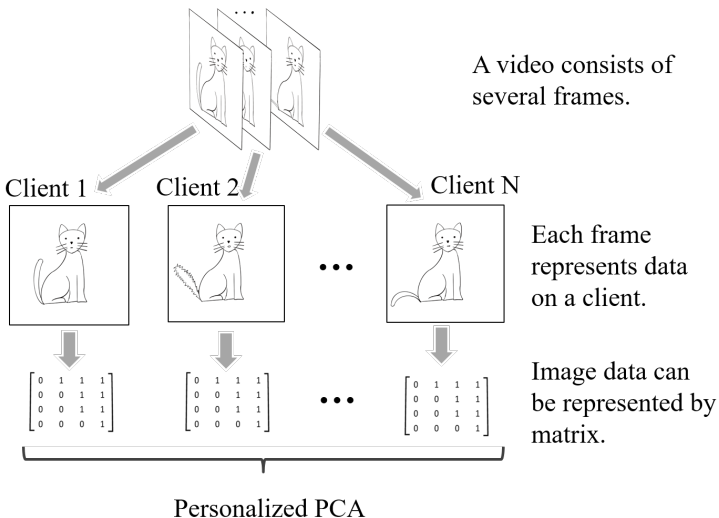 ...
A video consists of
several frames.
Client 1
Client 2
Client N
Each frame
represents data
on a client.
...
0 1 1 1
0 0 1 1
0 0 1 1
0 0 0 1
0 1 1 1
0 0 1 1
0 0 1 1
0 0 0 1
...
0 1 1 1
0 0 1 1
0 0 1 1
0 0 0 1
Image data can
be represented by
matrix.
Personalized PCA